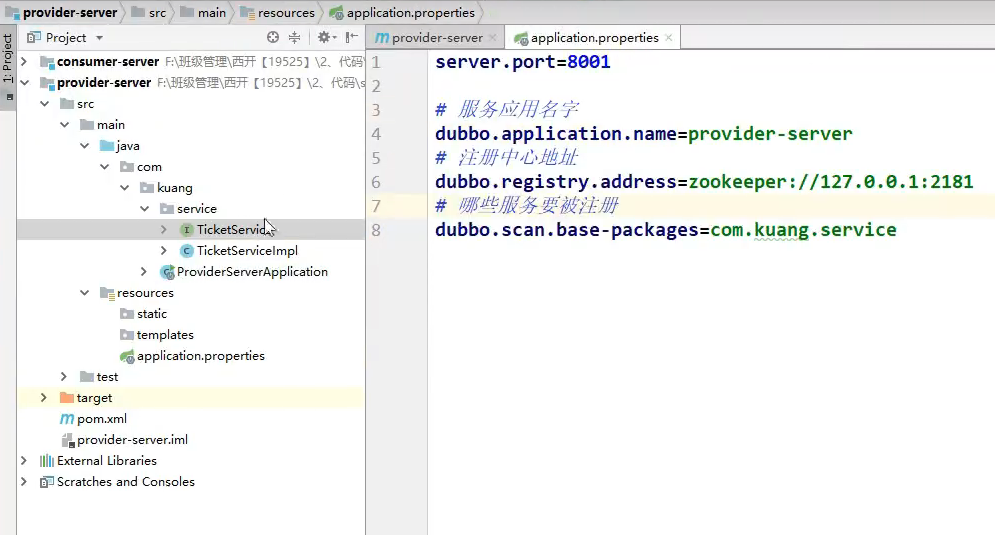 provider-server src main resources application.properties
1: Project
Project
consumer-server F:\班级管理\西开【19525】\2、代码\
provider-server F:\班级管理\西开【19525】\2、代码\s
src
main
java
com
kuang
service
TicketService
TicketServiceImpl
ProviderServerApplication
resources
static
templates
application.properties
test
target
pom.xml
provider-server.iml
External Libraries
Scratches and Consoles
provider-server application.properties
1 server.port=8001
2
3 # 服务应用名字
4 dubbo.application.name=provider-server
5 # 注册中心地址
6 dubbo.registry.address=zookeeper://127.0.0.1:2181
7 # 哪些服务要被注册
8 dubbo.scan.base-packages=com.kuang.service